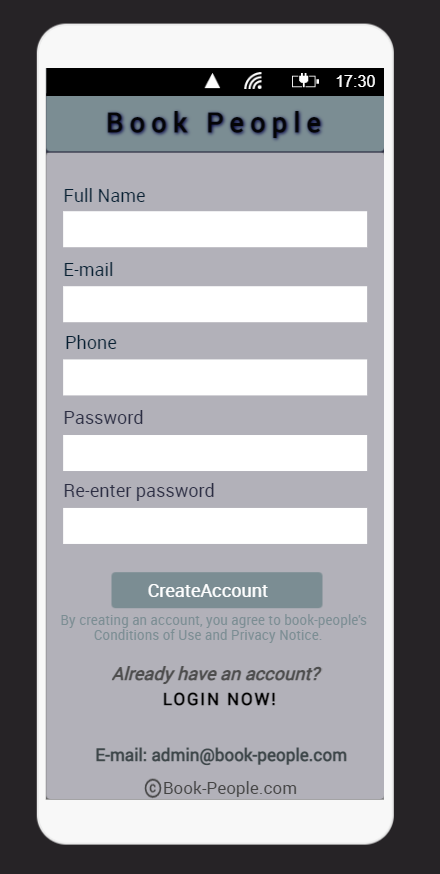 17:30
Book People
Full Name
E-mail
Phone
Password
Re-enter password
CreateAccount
By creating an account, you agree to book-people's
Conditions of Use and Privacy Notice.
Already have an account?
LOGIN NOW!
E-mail: admin@book-people.com
©Book-People.com